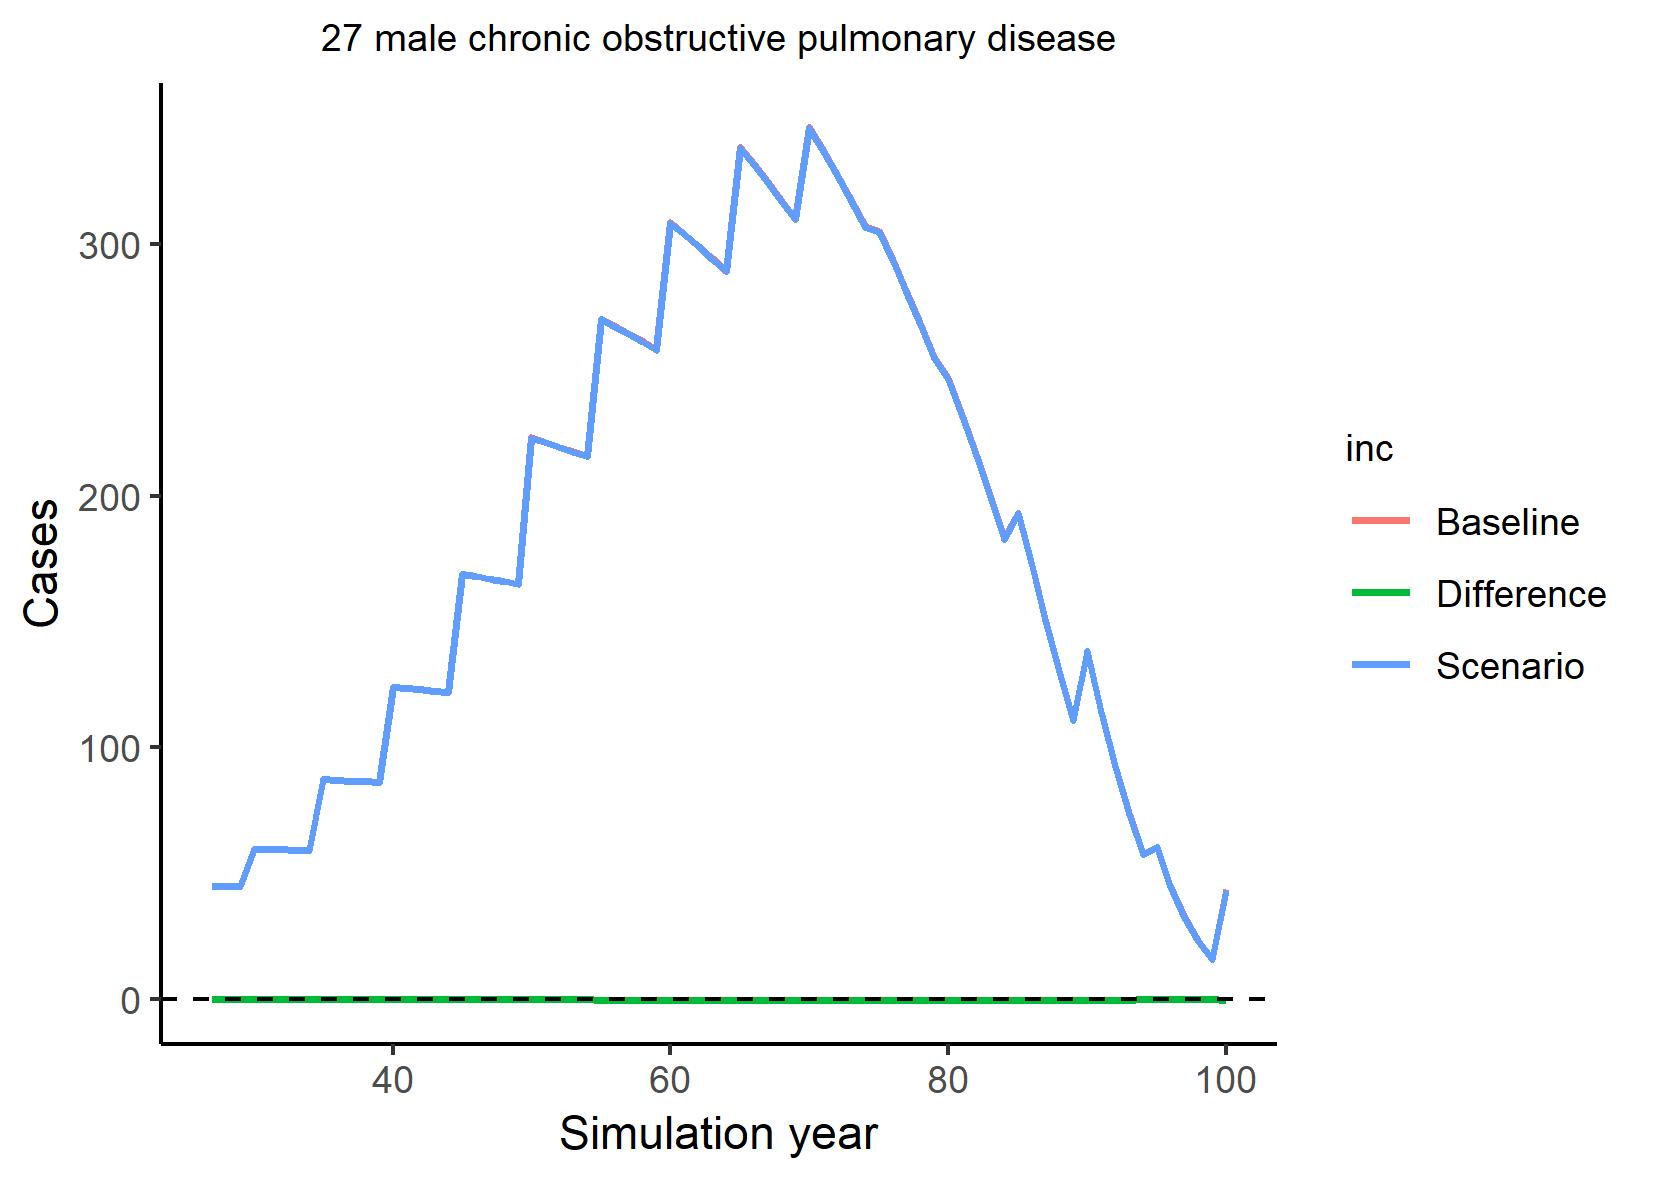 27 male chronic obstructive pulmonary disease
Cases
300
200
100
0
40 60 80 100
Simulation year
inc
Baseline
Difference
Scenario